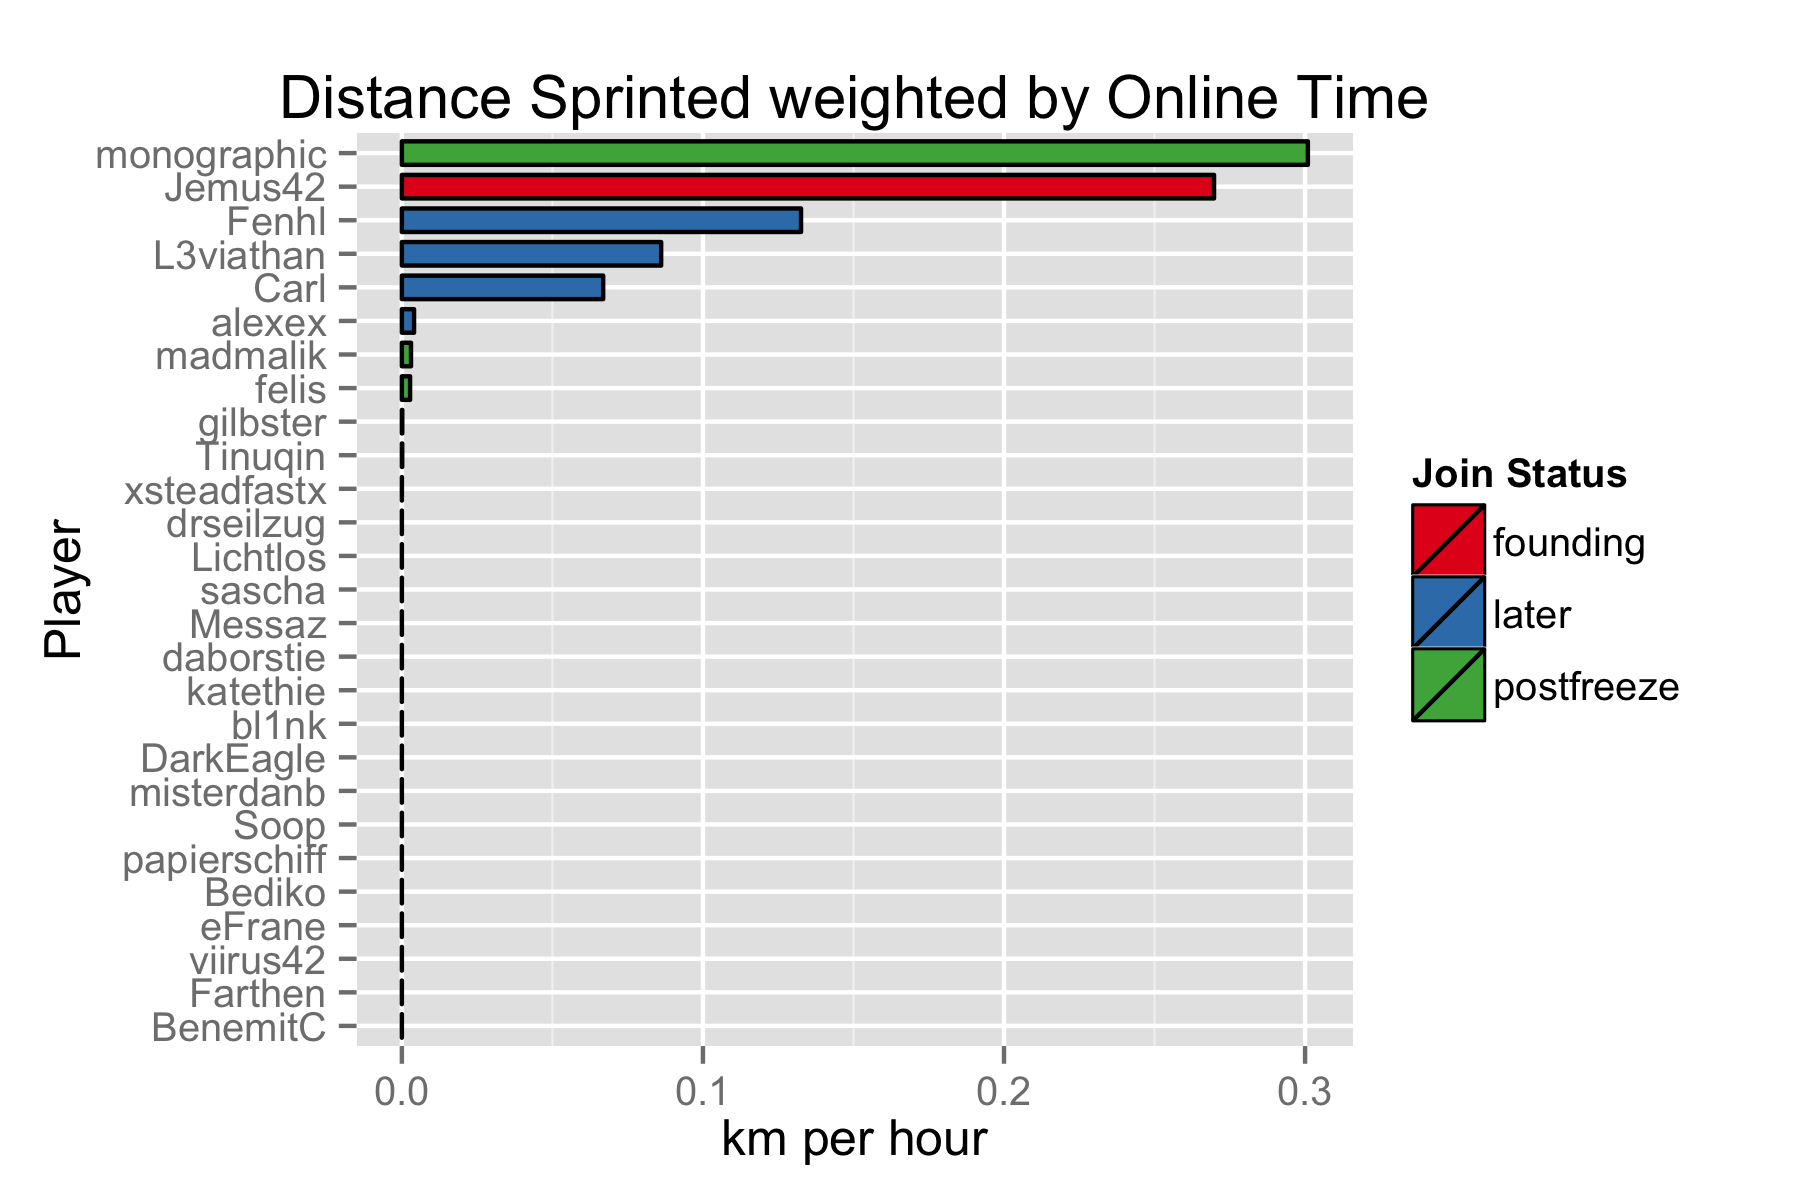 Distance Sprinted weighted by Online Time
Player
monographic
Jemus42
Fenhl
L3viathan
Carl
alexex
madmalik
felis
gilbster
Tinuqin
xsteadfastx
drseilzug
Lichtlos
sascha
Messaz
daborstie
katethie
bl1nk
DarkEagle
misterdanb
Soop
papierschiff
Bediko
eFrane
viirus42
Farthen
BenemitC
0.0 0.1 0.2 0.3
km per hour
Join Status
founding
later
postfreeze